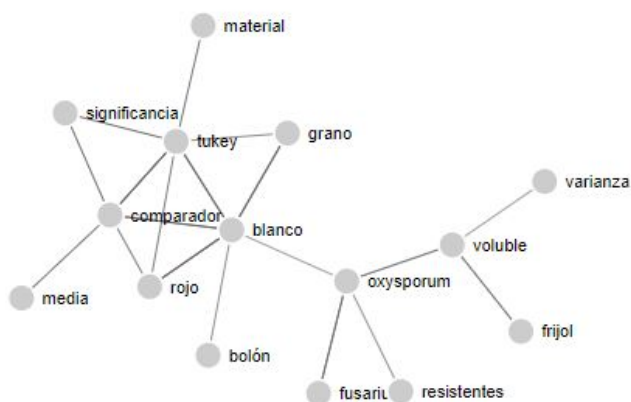 material
significancia
tukey
grano
varianza
comparador
blanco
voluble
oxysporum
rojo
media
frijol
bolón
fusariu
resistentes